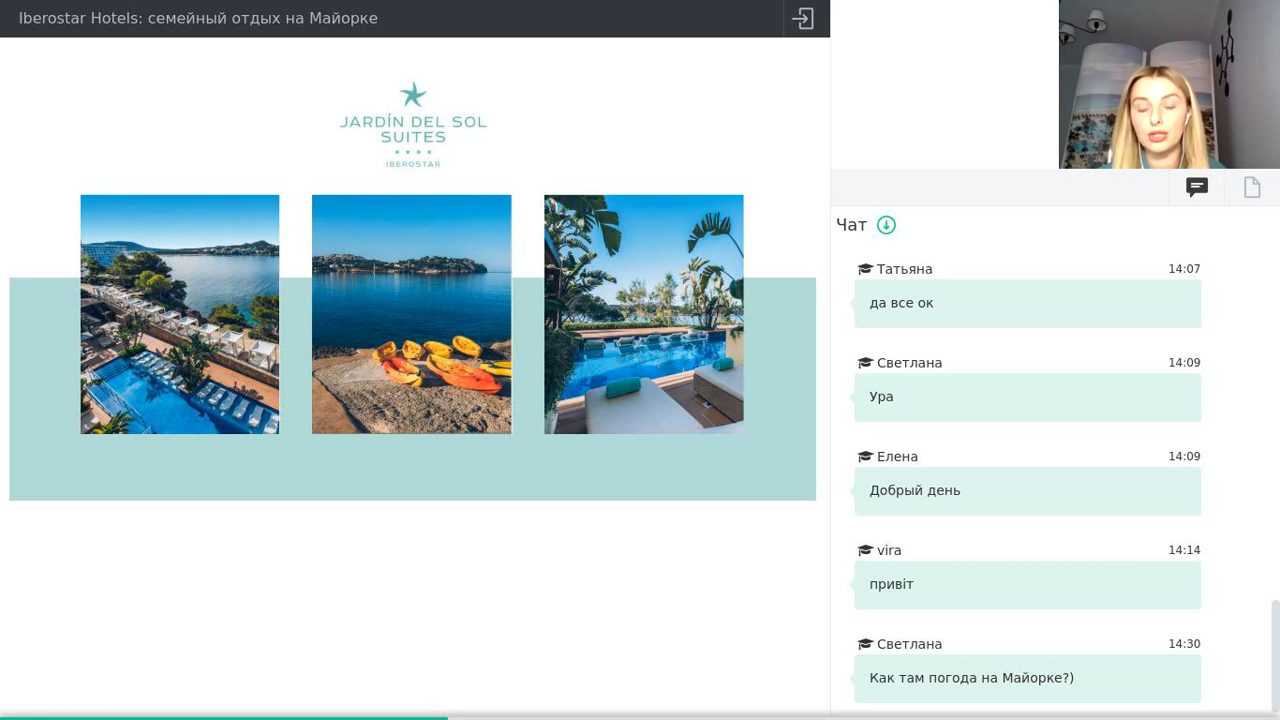 Iberostar Hotels: семейный отдых на Майорке
JARDÍN DEL SOL
SUITES
IBEROSTAR
Чат
Татьяна 14:07
да все ок
Светлана 14:09
Ура
Елена 14:09
Добрый день
vira 14:14
привіт
Светлана 14:30
Как там погода на Майорке?)